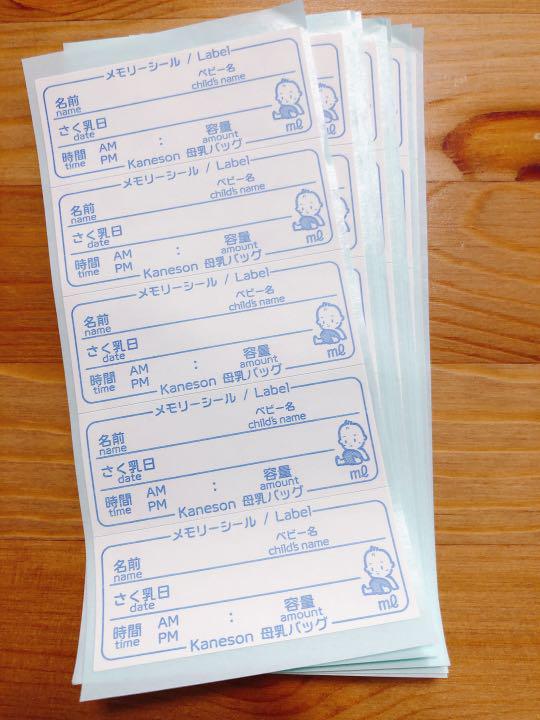 メモリーシール / Label
ベビー名
名前 child's name
name
さく乳日
date
時間 AM : 容量
time PM amount mℓ
Kaneson 母乳バッグ
メモリーシール / Label
ベビー名
名前 child's name
name
さく乳日
date
時間 AM : 容量
time PM amount mℓ
Kaneson 母乳バッグ
メモリーシール / Label
ベビー名
名前 child's name
name
さく乳日
date
時間 AM : 容量
time PM amount mℓ
Kaneson 母乳バッグ
メモリーシール / Label
ベビー名
名前 child's name
name
さく乳日
date
時間 AM : 容量
time PM amount mℓ
Kaneson 母乳バッグ
メモリーシール / Label
ベビー名
名前 child's name
name
さく乳日
date
時間 AM : 容量
time PM amount mℓ
Kaneson 母乳バッグ